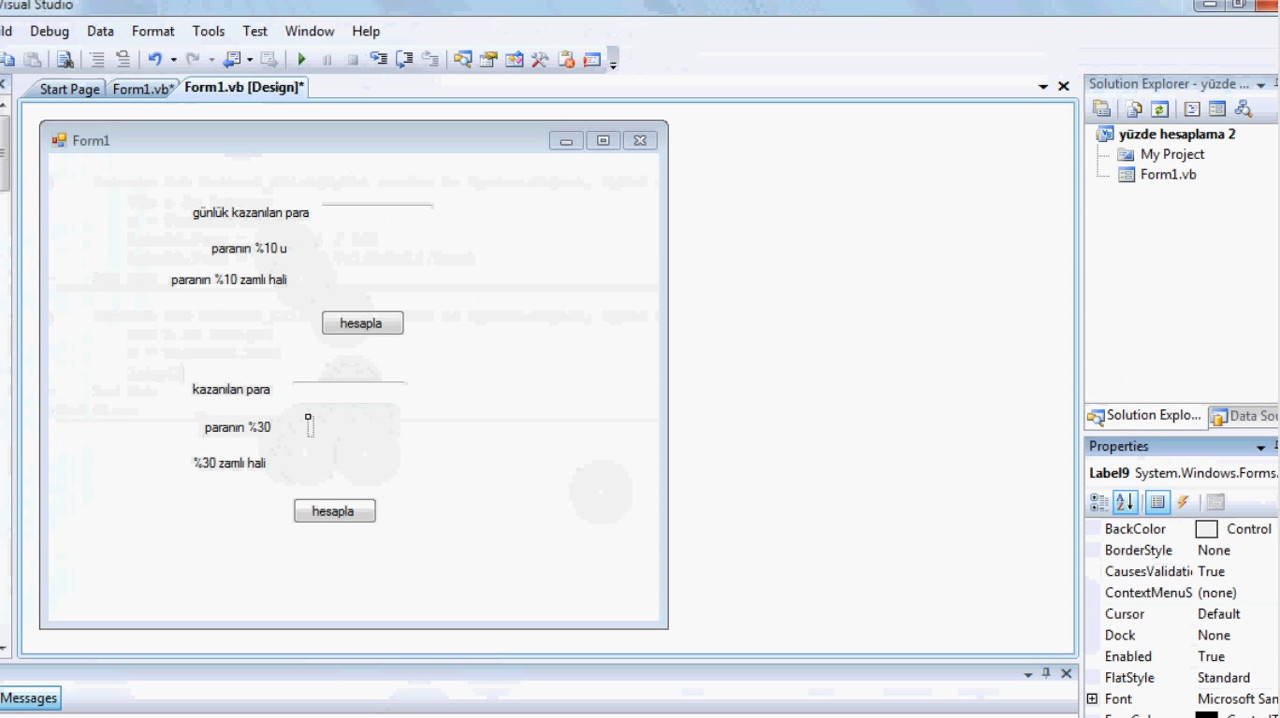 Visual Studio
ld Debug Data Format Tools Test Window Help
Start Page Form1.vb* Form1.vb [Design]*
Solution Explorer - yüzde ...
Form1
yüzde hesaplama 2
My Project
Form1.vb
günlük kazanılan para
paranın %10 u
paranın %10 zamlı hali
hesapla
kazanılan para
paranın %30
%30 zamlı hali
hesapla
Solution Explo... Data Sou
Properties
Label9 System.Windows.Forms.
BackColor Control
BorderStyle None
CausesValidati True
ContextMenuS (none)
Cursor Default
Dock None
Enabled True
FlatStyle Standard
Font Microsoft San
Messages